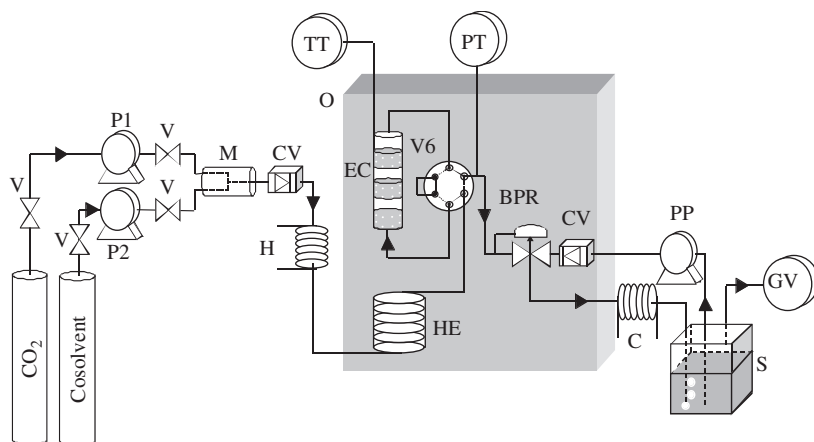 TT
PT
O
P1
V
M
CV
V6
EC
BPR
CV
PP
V
V
V
P2
H
HE
C
GV
S
CO2
Cosolvent